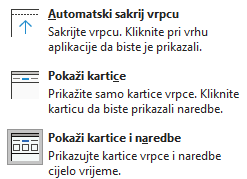 Automatski sakrij vrpcu
Sakrijte vrpcu. Kliknite pri vrhu
aplikacije da biste je prikazali.
Pokaži kartice
Prikažite samo kartice vrpce. Kliknite
karticu da biste prikazali naredbe.
Pokaži kartice i naredbe
Prikazujte kartice vrpce i naredbe
cijelo vrijeme.